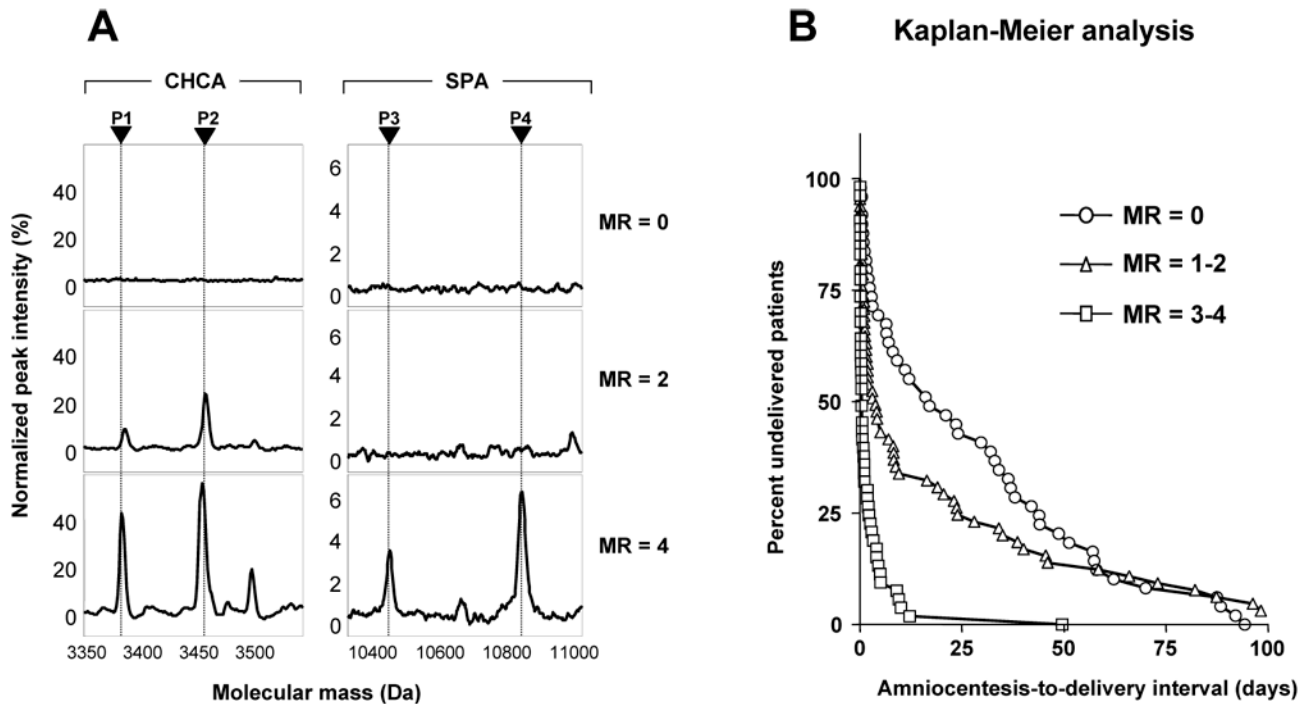 A
CHCA
SPA
P1
P2
P3
P4
Normalized peak intensity (%)
40
20
0
6
4
2
0
MR = 0
40
20
0
6
4
2
0
MR = 2
40
20
0
6
4
2
0
MR = 4
3350
3400
3450
3500
10400
10600
10800
11000
Molecular mass (Da)
B
Kaplan-Meier analysis
Percent undelivered patients
100
75
50
25
0
MR = 0
MR = 1-2
MR = 3-4
0
25
50
75
100
Amniocentesis-to-delivery interval (days)